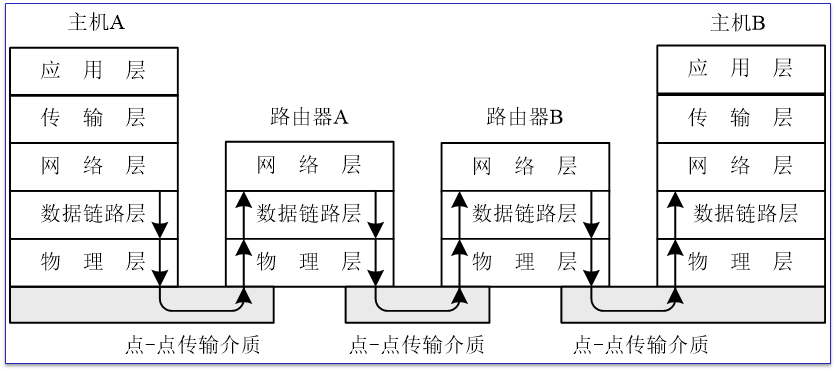 主机A
主机B
应用层
应用层
传输层
路由器A
路由器B
传输层
网络层
网络层
网络层
网络层
数据链路层
数据链路层
数据链路层
数据链路层
物理层
物理层
物理层
物理层
点-点传输介质
点-点传输介质
点-点传输介质